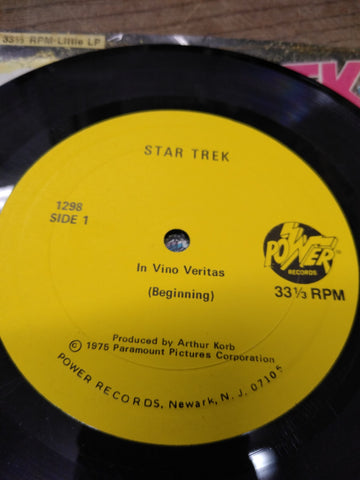 33⅓ RPM-Little LP
STAR TREK
1298
SIDE 1
POWER
RECORDS
33⅓ RPM
In Vino Veritas
(Beginning)
Produced by Arthur Korb
© 1975 Paramount Pictures Corporation
POWER RECORDS, Newark, N. J. 07105